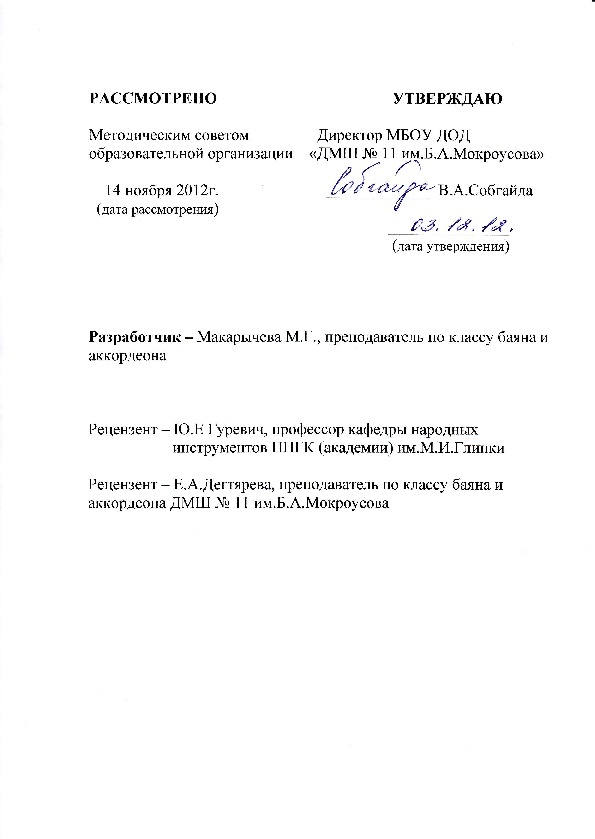 РАССМОТРЕНО УТВЕРЖДАЮ
Методическим советом Директор МБОУ ДОД
образовательной организации «ДМШ № 11 им.Б.А.Мокроусова»
14 ноября 2012г. Собгайда В.А.Собгайда
(дата рассмотрения)
03.12.12.
(дата утверждения)
Разработчик – Макарычева М.Г., преподаватель по классу баяна и
аккордеона
Рецензент – Ю.Е Гуревич, профессор кафедры народных
инструментов ННГК (академии) им.М.И.Глинки
Рецензент – Е.А.Дегтярева, преподаватель по классу баяна и
аккордеона ДМШ № 11 им.Б.А.Мокроусова